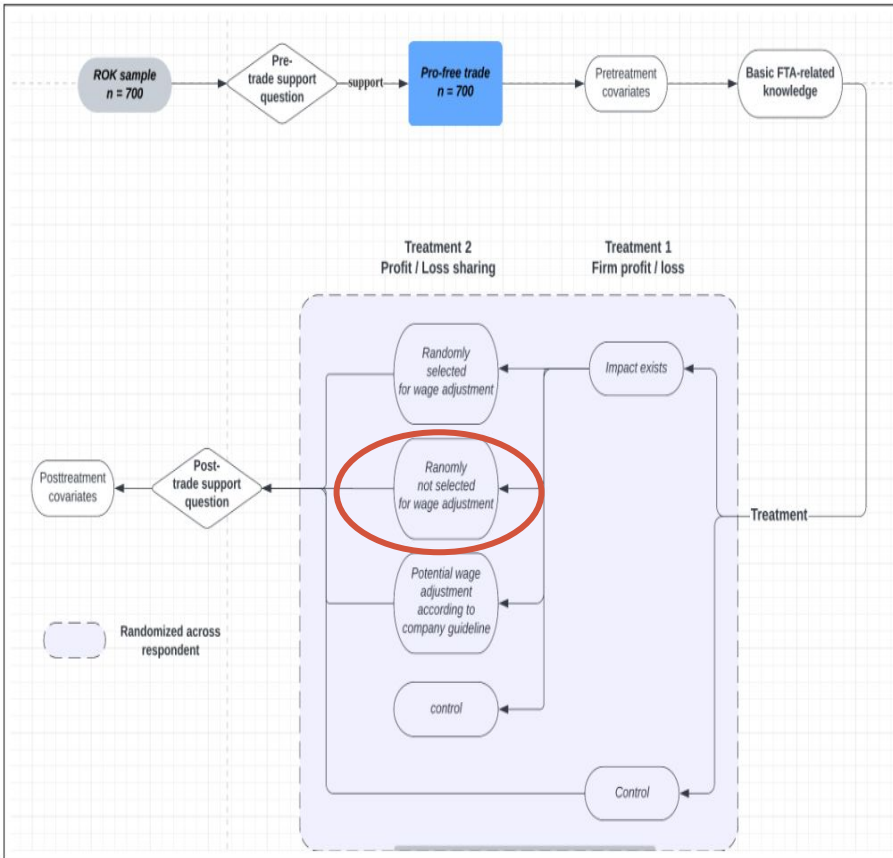 ROK sample
n = 700
Pre-
trade support
question
support
Pro-free trade
n = 700
Pretreatment
covariates
Basic FTA-related
knowledge
Treatment 2
Profit / Loss sharing
Treatment 1
Firm profit / loss
Randomly
selected
for wage adjustment
Impact exists
Ranomly
not selected
for wage adjustment
Post-
trade support
question
Posttreatment
covariates
Treatment
Potential wage
adjustment
according to
company guideline
Randomized across
respondent
control
Control